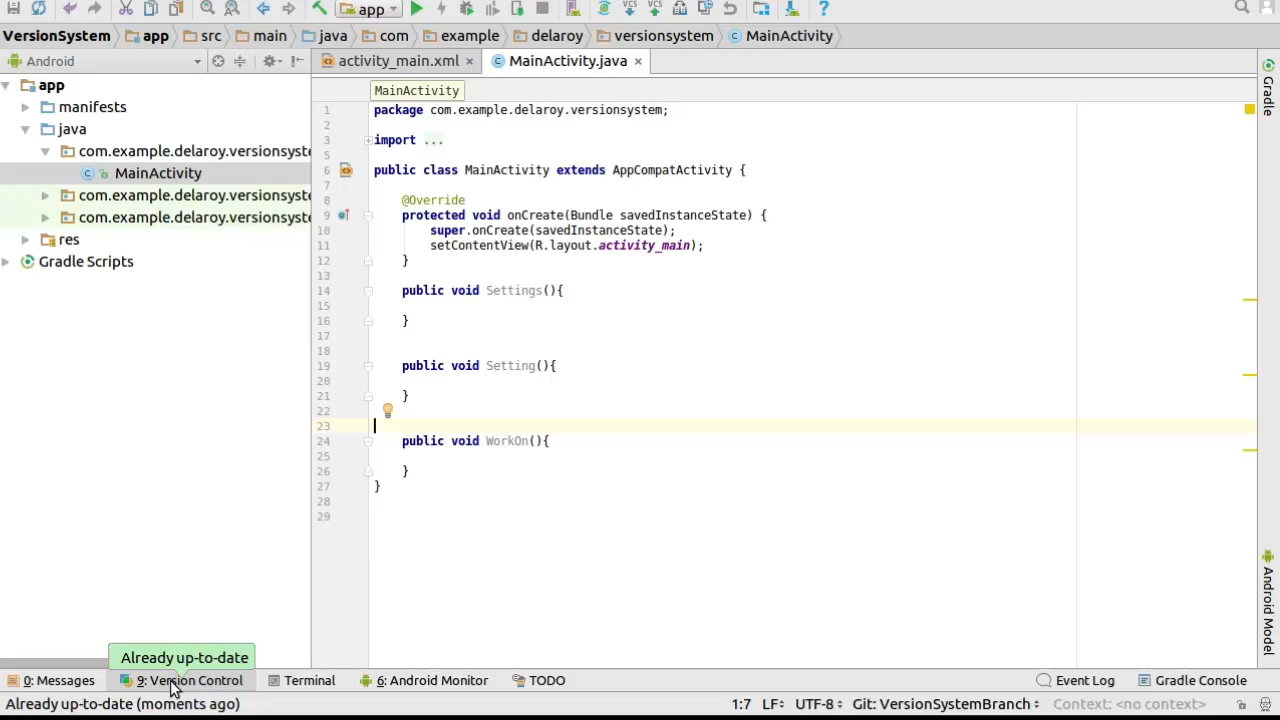 app
VersionSystem app src main java com example delaroy versionsystem MainActivity
Android
activity_main.xml × MainActivity.java ×
app
manifests
java
com.example.delaroy.versionsyste
MainActivity
com.example.delaroy.versionsyst
com.example.delaroy.versionsyst
res
Gradle Scripts
MainActivity
1 package com.example.delaroy.versionsystem;
2
3 import ...
5
6 public class MainActivity extends AppCompatActivity {
7
8 @Override
9 protected void onCreate(Bundle savedInstanceState) {
10 super.onCreate(savedInstanceState);
11 setContentView(R.layout.activity_main);
12 }
13
14 public void Settings(){
15
16 }
17
18
19 public void Setting(){
20
21 }
22
23
24 public void WorkOn(){
25
26 }
27 }
28
29
Gradle
Android Model
Already up-to-date
0: Messages 9: Version Control Terminal 6: Android Monitor TODO Event Log Gradle Console
Already up-to-date (moments ago) 1:7 LF÷ UTF-8÷ Git: VersionSystemBranch÷ Context: <no context>